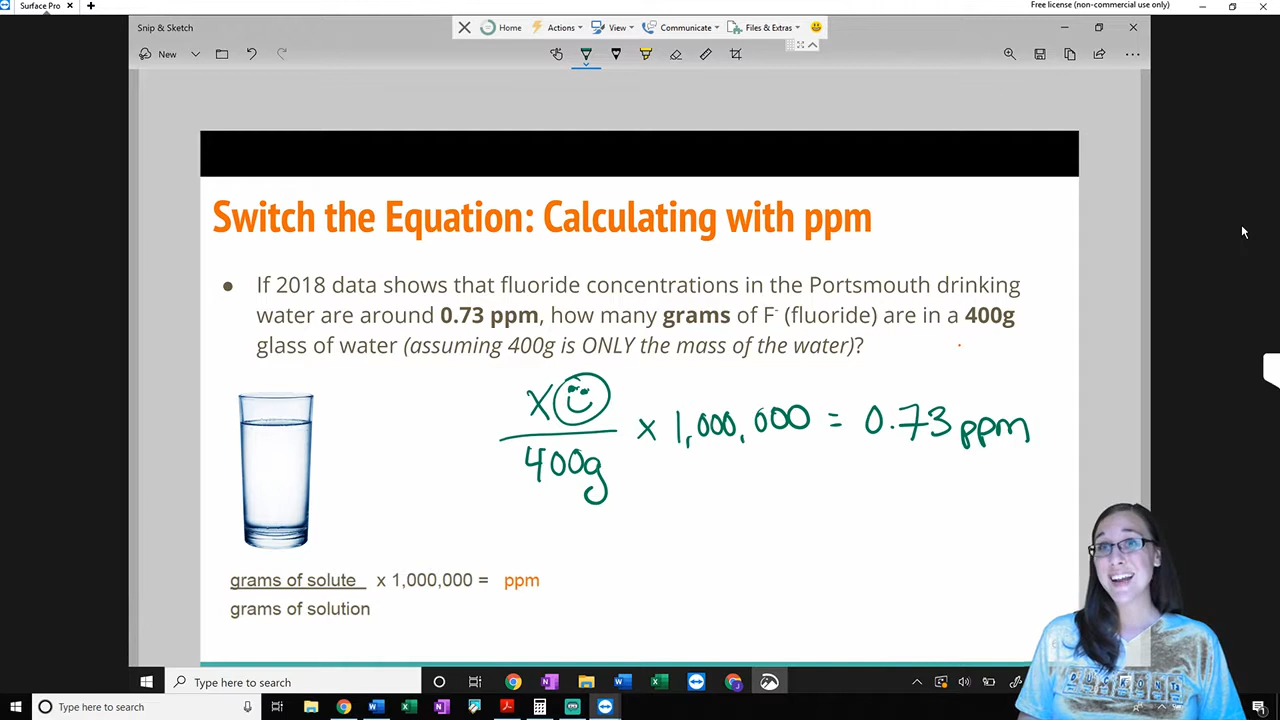 Surface Pro
Free license (non-commercial use only)
Snip & Sketch
Home Actions View Communicate Files & Extras
New
Switch the Equation: Calculating with ppm
If 2018 data shows that fluoride concentrations in the Portsmouth drinking
water are around 0.73 ppm, how many grams of F⁻ (fluoride) are in a 400g
glass of water (assuming 400g is ONLY the mass of the water)?
x
400g
x 1,000,000 = 0.73 ppm
grams of solute x 1,000,000 = ppm
grams of solution
Type here to search
Type here to search